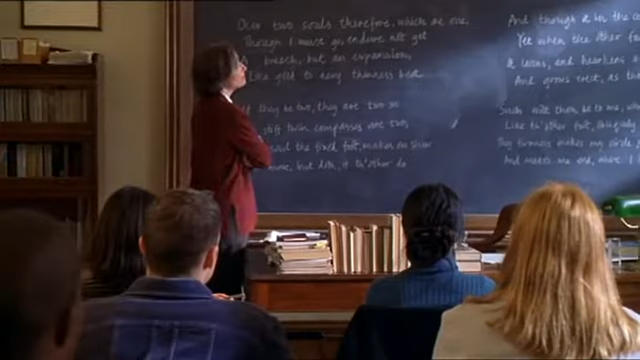 Over two souls therefore, which are one,
Though I must go, endure not yet
breach, but an expansion,
Like gold to airy thinness beat.
If they be two, they are two so
stiff twin compasses are two,
soul the fixt foot, makes no show
move, but doth, if th' other do
And though it in the
Yet when the other far
It leans, and hearkens
And grows erect, as th
Such wilt thou be to me, w
Like th' other foot, obliquely
Thy firmness makes my circle
And makes me end, where I